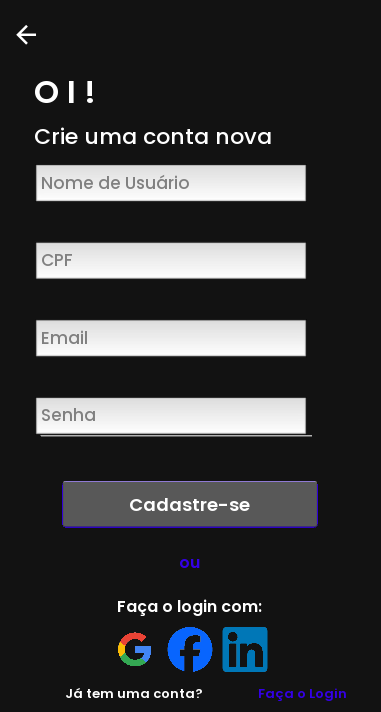 OI!
Crie uma conta nova
Nome de Usuário
CPF
Email
Senha
Cadastre-se
ou
Faça o login com:
Já tem uma conta? Faça o Login